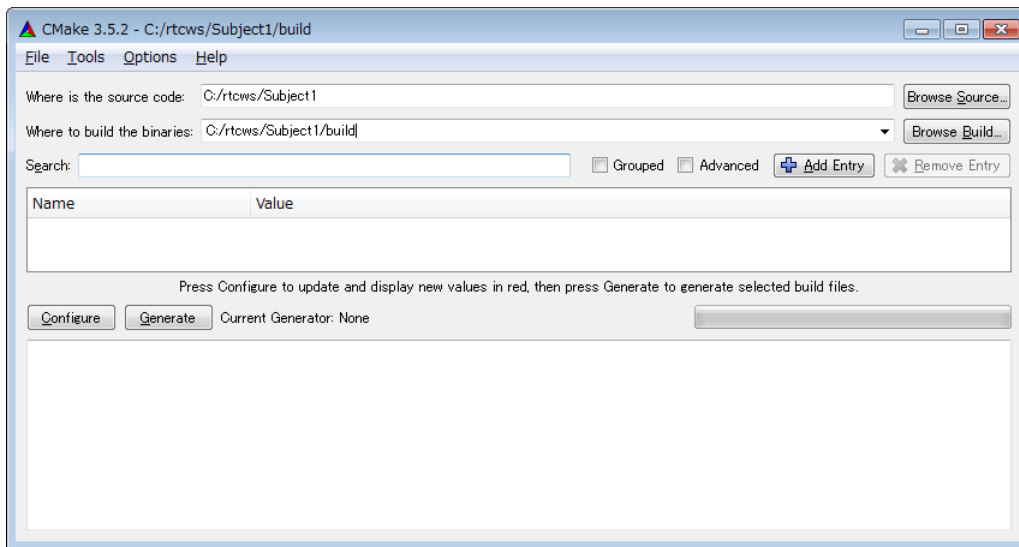 CMake 3.5.2 - C:/rtcws/Subject1/build
File Tools Options Help
Where is the source code: C:/rtcws/Subject1 Browse Source...
Where to build the binaries: C:/rtcws/Subject1/build Browse Build...
Search: Grouped Advanced Add Entry Remove Entry
Name Value
Press Configure to update and display new values in red, then press Generate to generate selected build files.
Configure Generate Current Generator: None